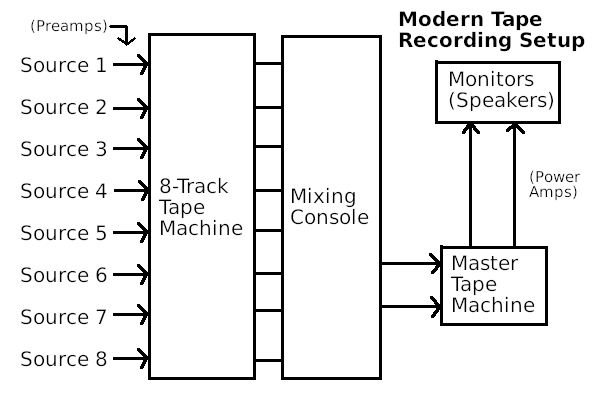 (Preamps)
Modern Tape
Recording Setup
Source 1
Source 2
Source 3
Source 4
Source 5
Source 6
Source 7
Source 8
8-Track
Tape
Machine
Mixing
Console
Monitors
(Speakers)
(Power
Amps)
Master
Tape
Machine